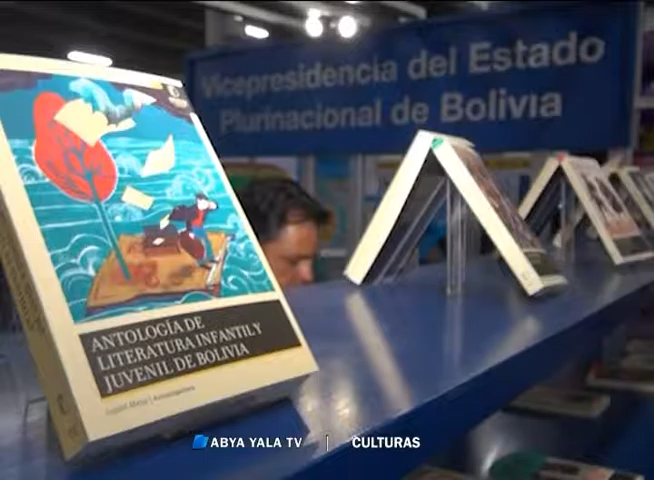 Vicepresidencia del Estado
Plurinacional de Bolivia
ANTOLOGÍA DE
LITERATURA INFANTIL Y
JUVENIL DE BOLIVIA
ABYA YALA TV | CULTURAS